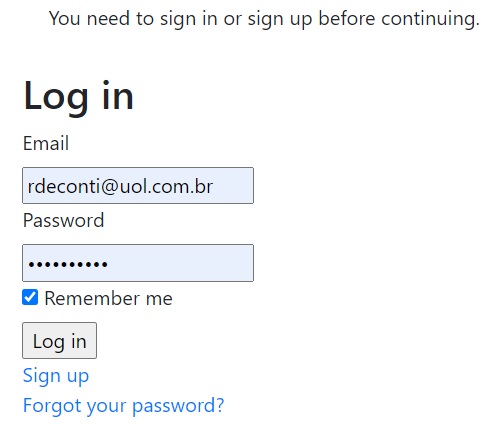 You need to sign in or sign up before continuing.
Log in
Email
rdeconti@uol.com.br
Password
••••••••••
Remember me
Log in
Sign up
Forgot your password?